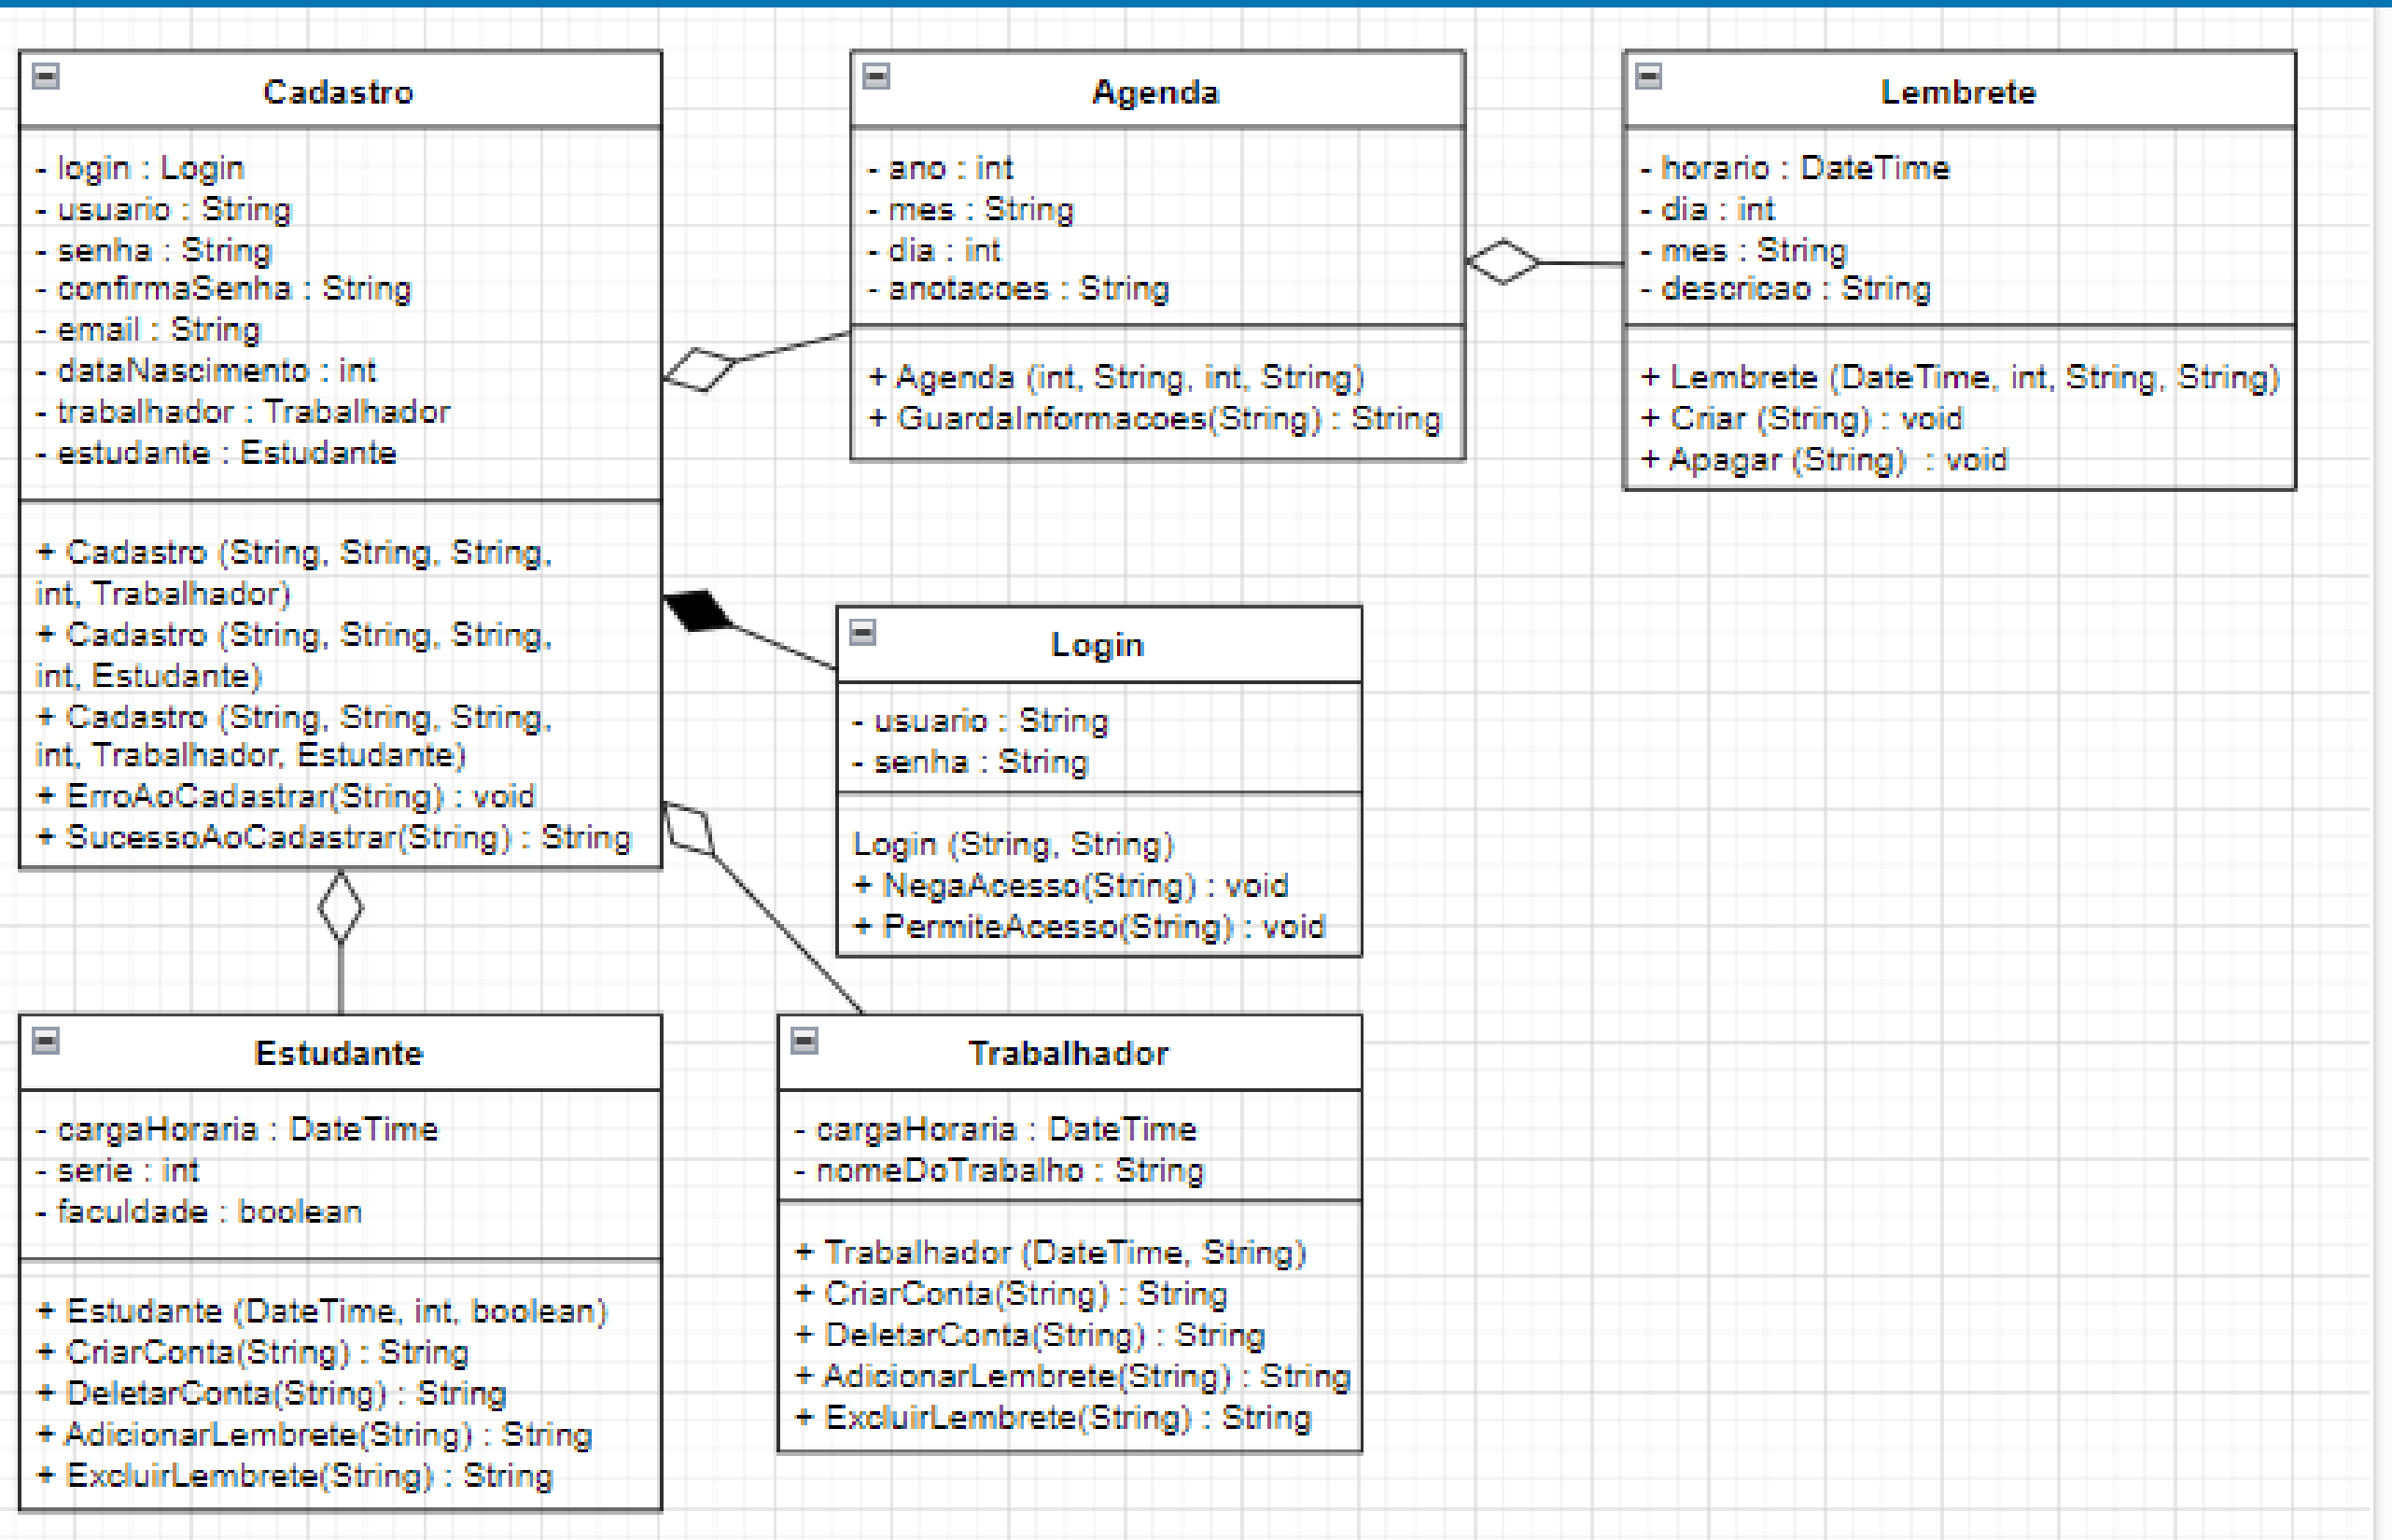 Cadastro
- login : Login
- usuario : String
- senha : String
- confirmaSenha : String
- email : String
- dataNascimento : int
- trabalhador : Trabalhador
- estudante : Estudante
+ Cadastro (String, String, String,
int, Trabalhador)
+ Cadastro (String, String, String,
int, Estudante)
+ Cadastro (String, String, String,
int, Trabalhador, Estudante)
+ ErroAoCadastrar(String) : void
+ SucessoAoCadastrar(String) : String
Agenda
- ano : int
- mes : String
- dia : int
- anotacoes : String
+ Agenda (int, String, int, String)
+ GuardaInformacoes(String) : String
Lembrete
- horario : DateTime
- dia : int
- mes : String
- descricao : String
+ Lembrete (DateTime, int, String, String)
+ Criar (String) : void
+ Apagar (String) : void
Login
- usuario : String
- senha : String
Login (String, String)
+ NegaAcesso(String) : void
+ PermiteAcesso(String) : void
Estudante
- cargaHoraria : DateTime
- serie : int
- faculdade : boolean
+ Estudante (DateTime, int, boolean)
+ CriarConta(String) : String
+ DeletarConta(String) : String
+ AdicionarLembrete(String) : String
+ ExcluirLembrete(String) : String
Trabalhador
- cargaHoraria : DateTime
- nomeDoTrabalho : String
+ Trabalhador (DateTime, String)
+ CriarConta(String) : String
+ DeletarConta(String) : String
+ AdicionarLembrete(String) : String
+ ExcluirLembrete(String) : String